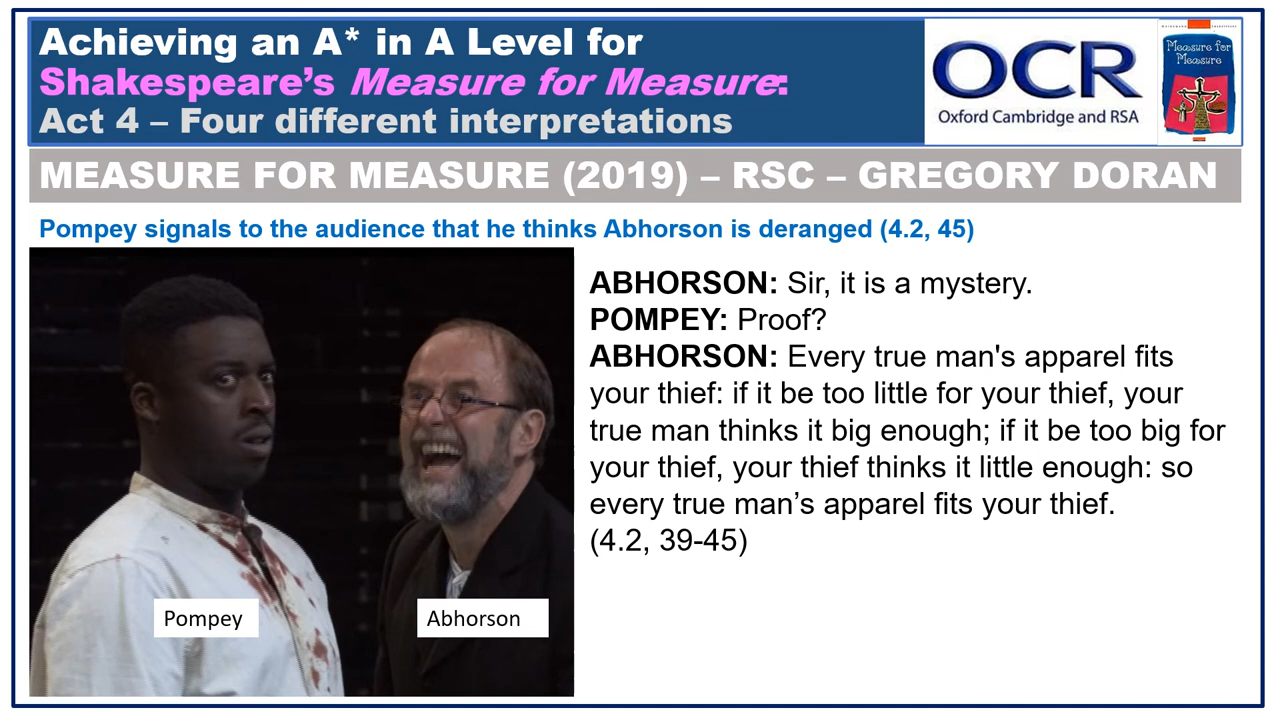 Achieving an A* in A Level for
Shakespeare’s Measure for Measure:
Act 4 – Four different interpretations
OCR
Oxford Cambridge and RSA
Measure for
Measure
MEASURE FOR MEASURE (2019) – RSC – GREGORY DORAN
Pompey signals to the audience that he thinks Abhorson is deranged (4.2, 45)
ABHORSON: Sir, it is a mystery.
POMPEY: Proof?
ABHORSON: Every true man's apparel fits
your thief: if it be too little for your thief, your
true man thinks it big enough; if it be too big for
your thief, your thief thinks it little enough: so
every true man’s apparel fits your thief.
(4.2, 39-45)
Pompey
Abhorson